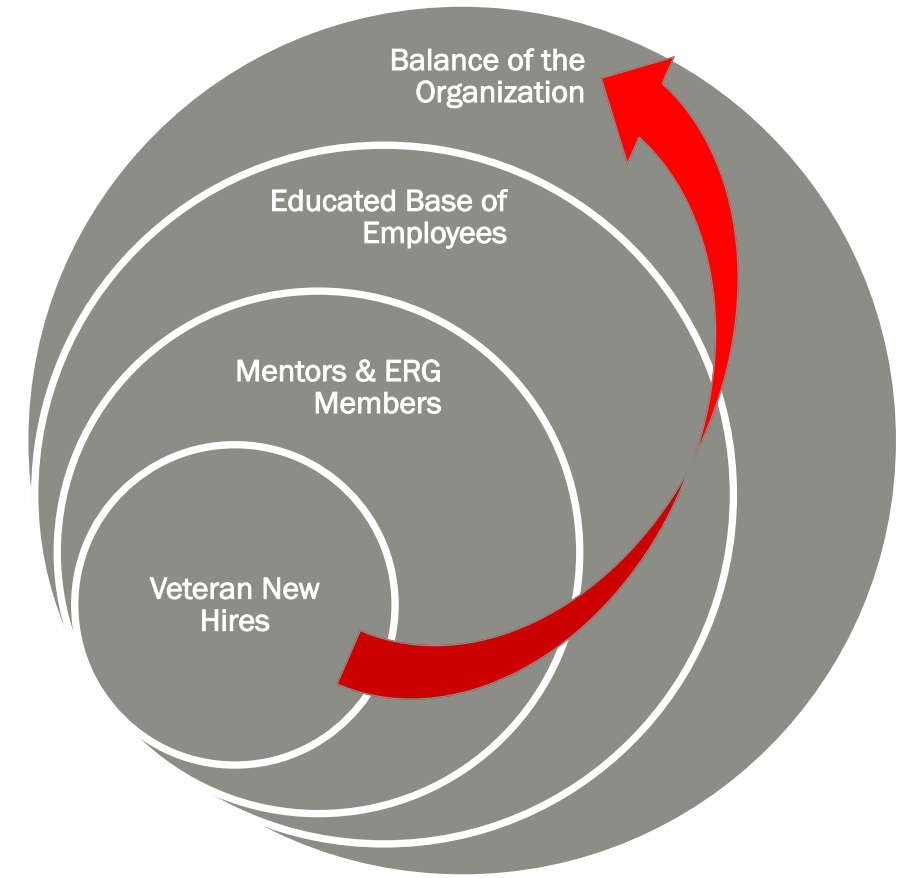 Balance of the
Organization
Educated Base of
Employees
Mentors & ERG
Members
Veteran New
Hires